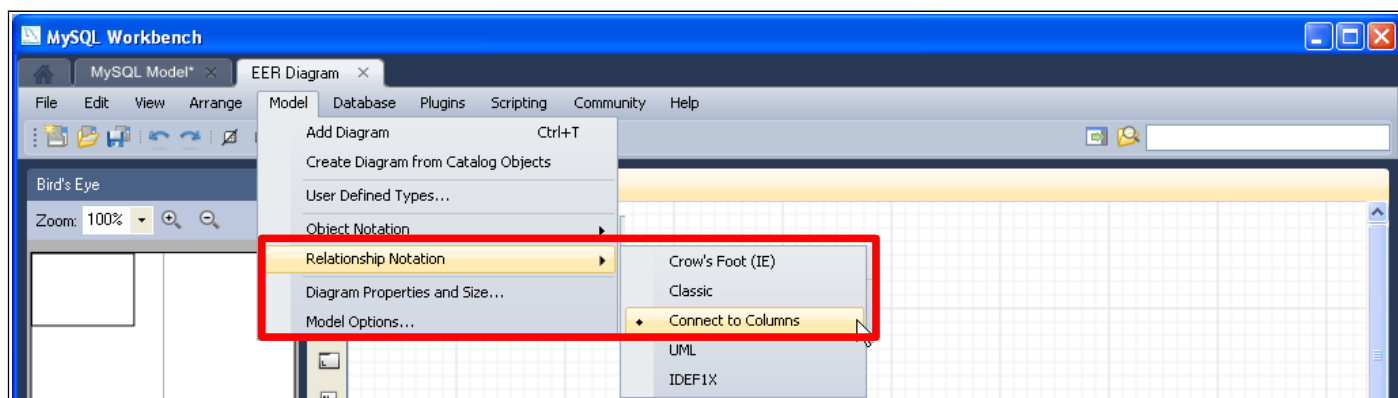 MySQL Workbench
MySQL Model* EER Diagram
File Edit View Arrange Model Database Plugins Scripting Community Help
Add Diagram Ctrl+T
Create Diagram from Catalog Objects
Bird's Eye
User Defined Types...
Zoom: 100%
Object Notation
Relationship Notation
Crow's Foot (IE)
Diagram Properties and Size...
Classic
Model Options...
Connect to Columns
UML
IDEF1X